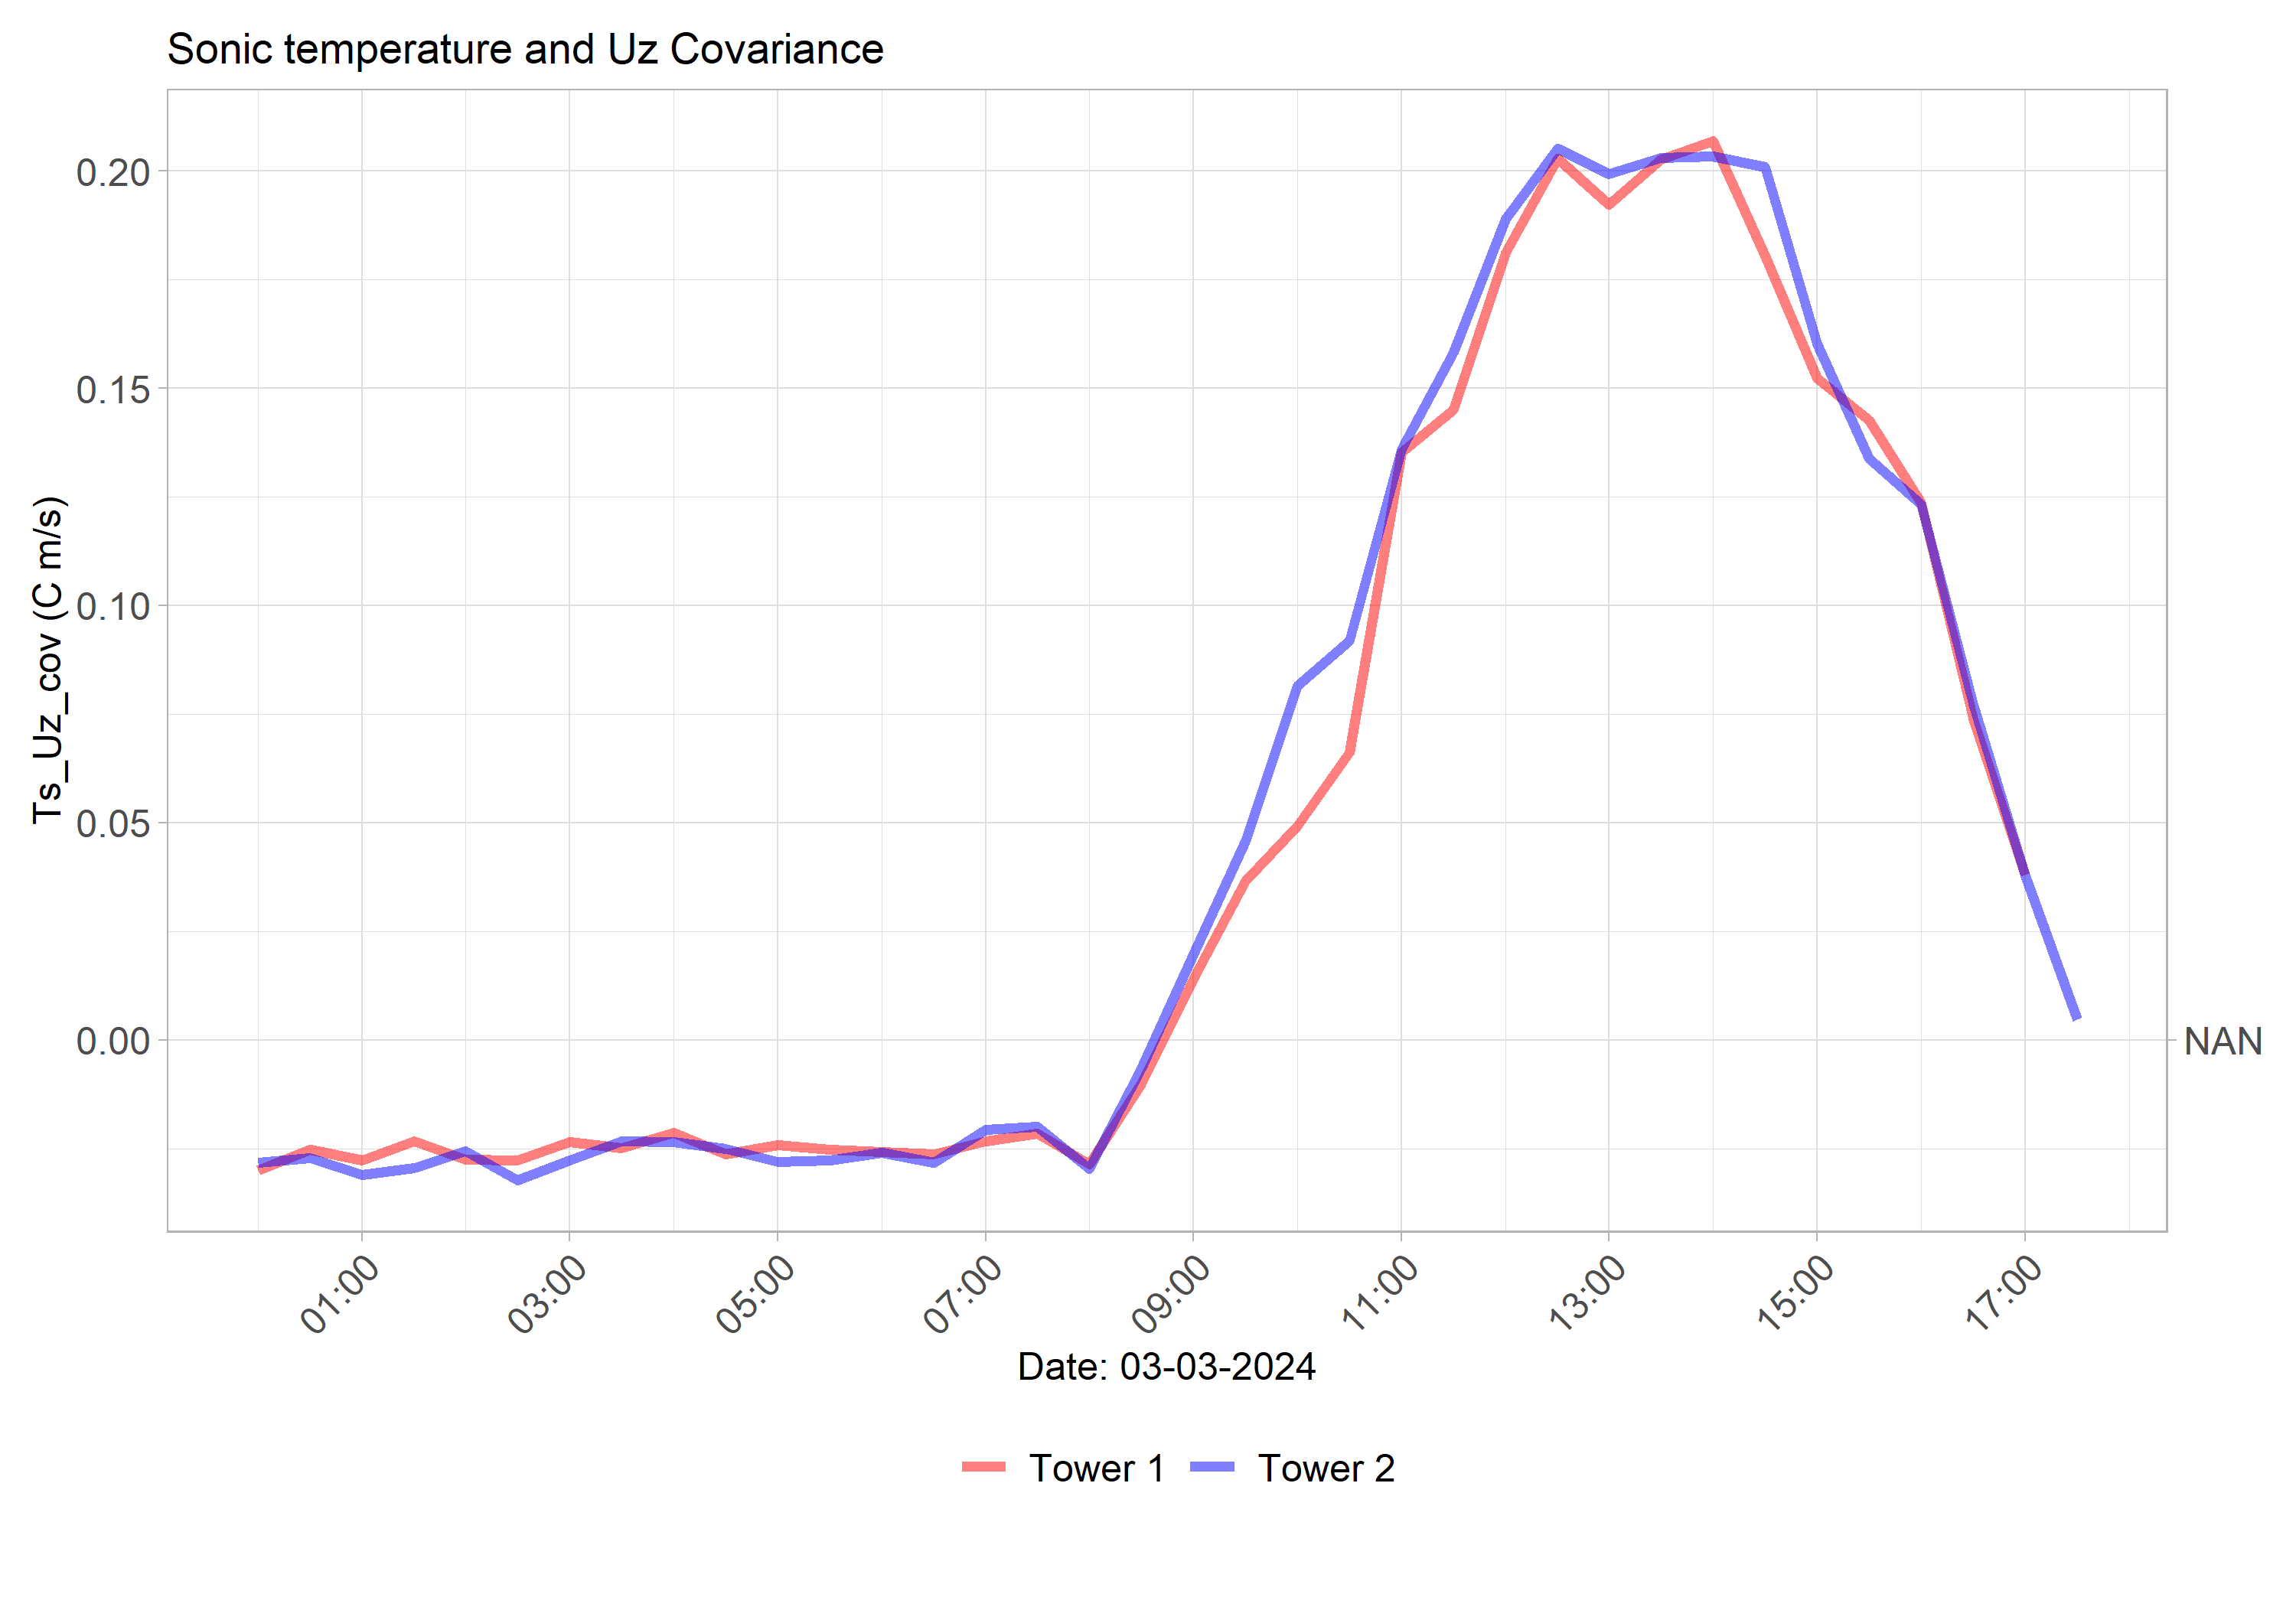 Sonic temperature and Uz Covariance
Ts_Uz_cov (C m/s)
0.20
0.15
0.10
0.05
0.00
NAN
01:00
03:00
05:00
07:00
09:00
11:00
13:00
15:00
17:00
Date: 03-03-2024
Tower 1
Tower 2